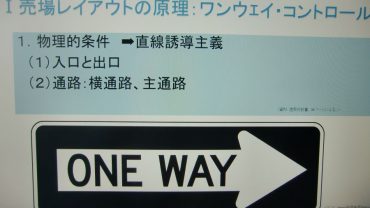 Ⅰ売場レイアウトの原理：ワンウェイ・コントロール
１．物理的条件　➡直線誘導主義
（１）入口と出口
（２）通路：横通路、主通路
ONE WAY